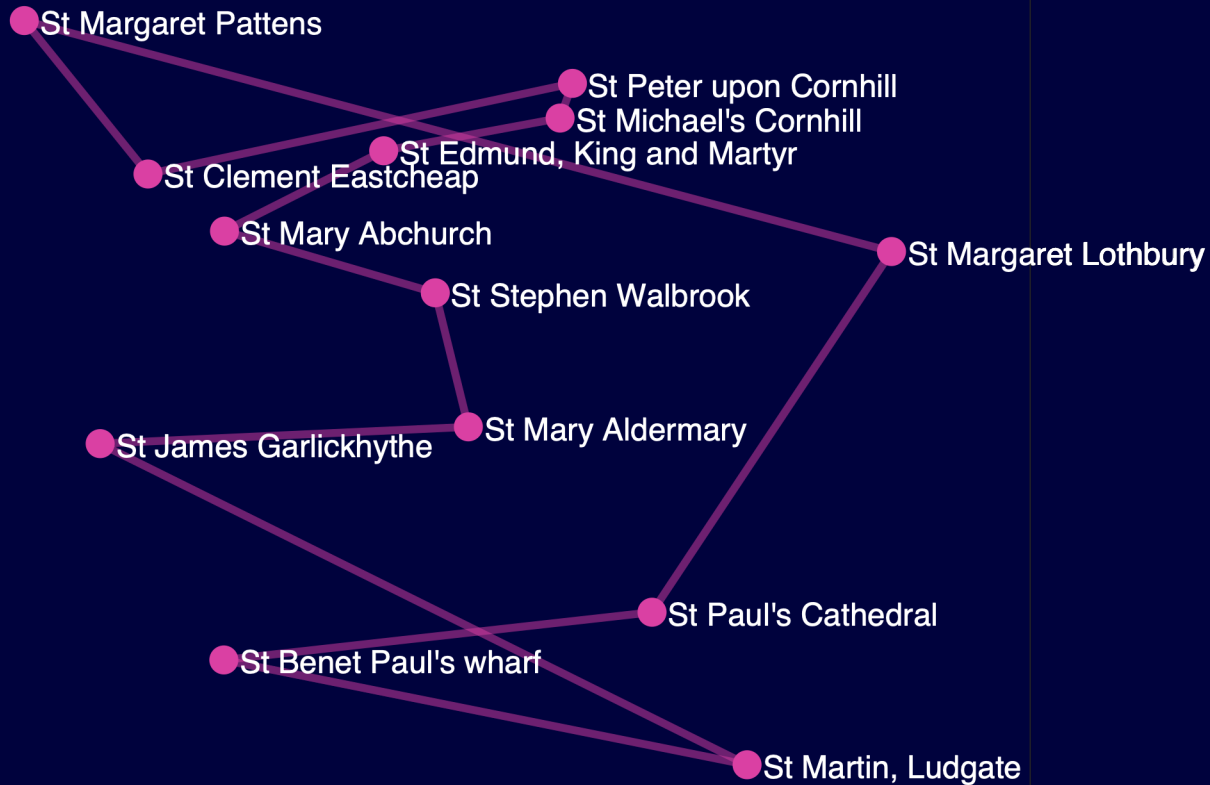 St Margaret Pattens
St Peter upon Cornhill
St Michael's Cornhill
St Edmund, King and Martyr
St Clement Eastcheap
St Mary Abchurch
St Margaret Lothbury
St Stephen Walbrook
St Mary Aldermary
St James Garlickhythe
St Paul's Cathedral
St Benet Paul's wharf
St Martin, Ludgate